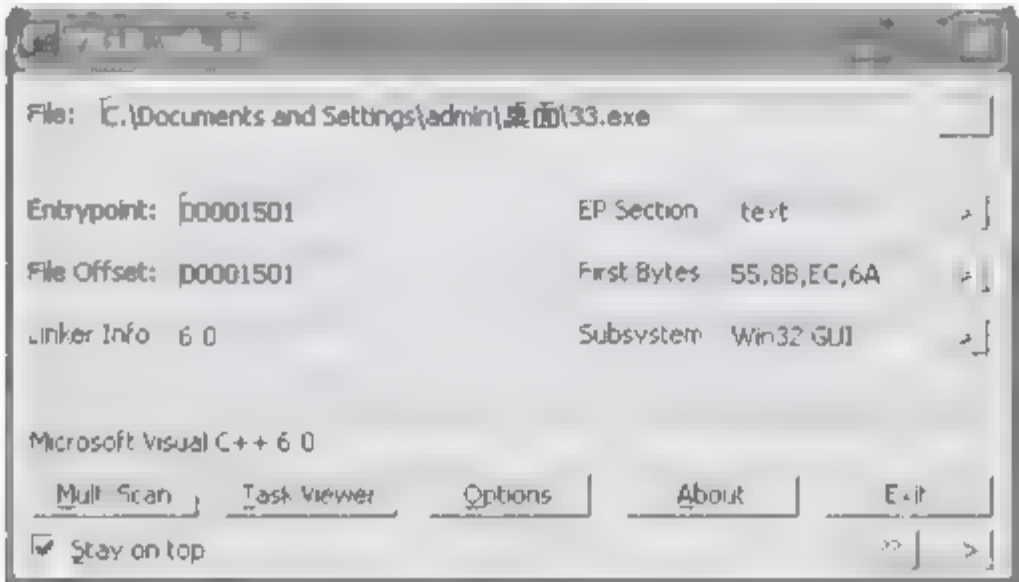 File: C:\Documents and Settings\admin\桌面\33.exe
Entrypoint: 00001501 EP Section text >
File Offset: 00001501 First Bytes 55,8B,EC,6A >
Linker Info 6.0 Subsystem Win32 GUI >
Microsoft Visual C++ 6.0
Multi Scan Task Viewer Options About Exit
Stay on top >> >